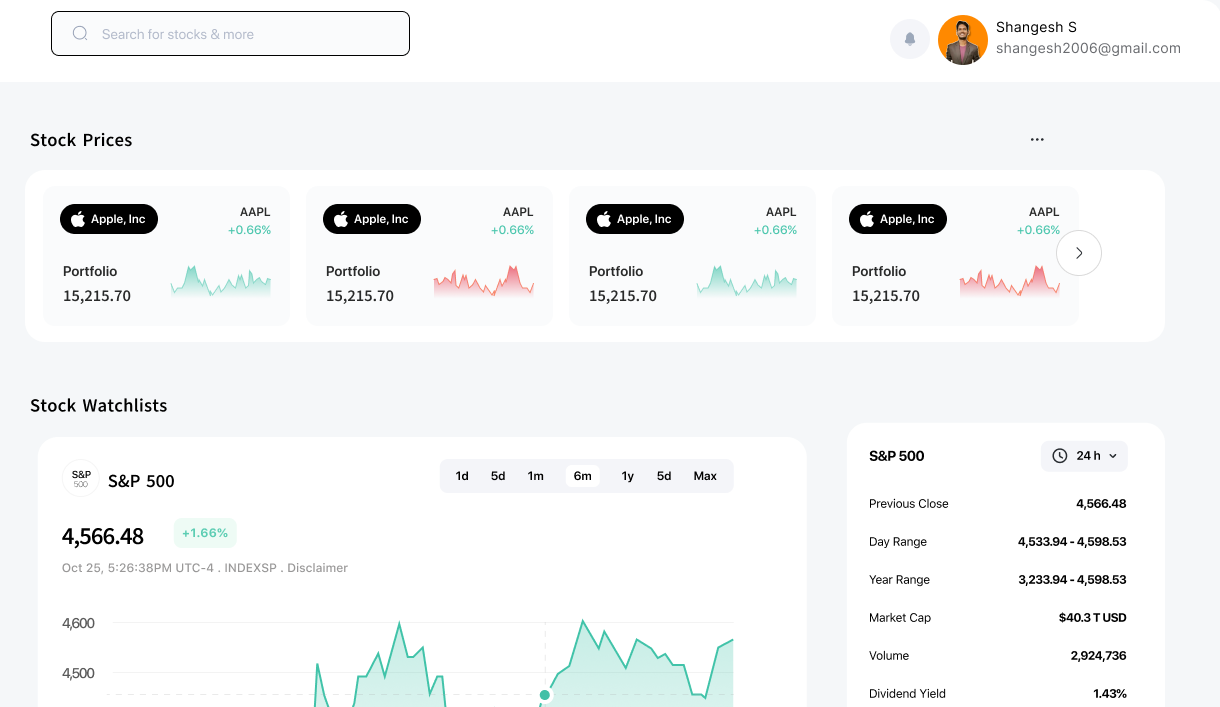 Search for stocks & more
Shangesh S
shangesh2006@gmail.com
Stock Prices
...
Apple, Inc
AAPL
+0.66%
Portfolio
15,215.70
Apple, Inc
AAPL
+0.66%
Portfolio
15,215.70
Apple, Inc
AAPL
+0.66%
Portfolio
15,215.70
Apple, Inc
AAPL
+0.66%
Portfolio
15,215.70
Stock Watchlists
S&P
500
S&P 500
1d 5d 1m 6m 1y 5d Max
4,566.48
+1.66%
Oct 25, 5:26:38PM UTC-4 . INDEXSP . Disclaimer
4,600
4,500
S&P 500
24 h
Previous Close 4,566.48
Day Range 4,533.94 - 4,598.53
Year Range 3,233.94 - 4,598.53
Market Cap $40.3 T USD
Volume 2,924,736
Dividend Yield 1.43%